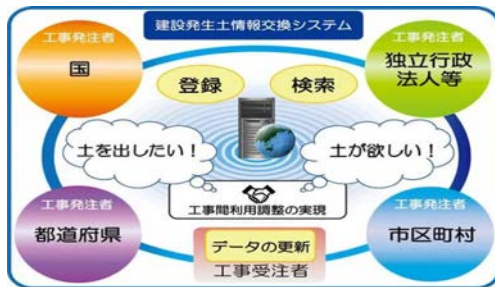 建設発生土情報交換システム
工事発注者
国
工事発注者
独立行政
法人等
登録
検索
土を出したい！
土が欲しい！
工事間利用調整の実現
工事発注者
都道府県
工事発注者
市区町村
データの更新
工事受注者